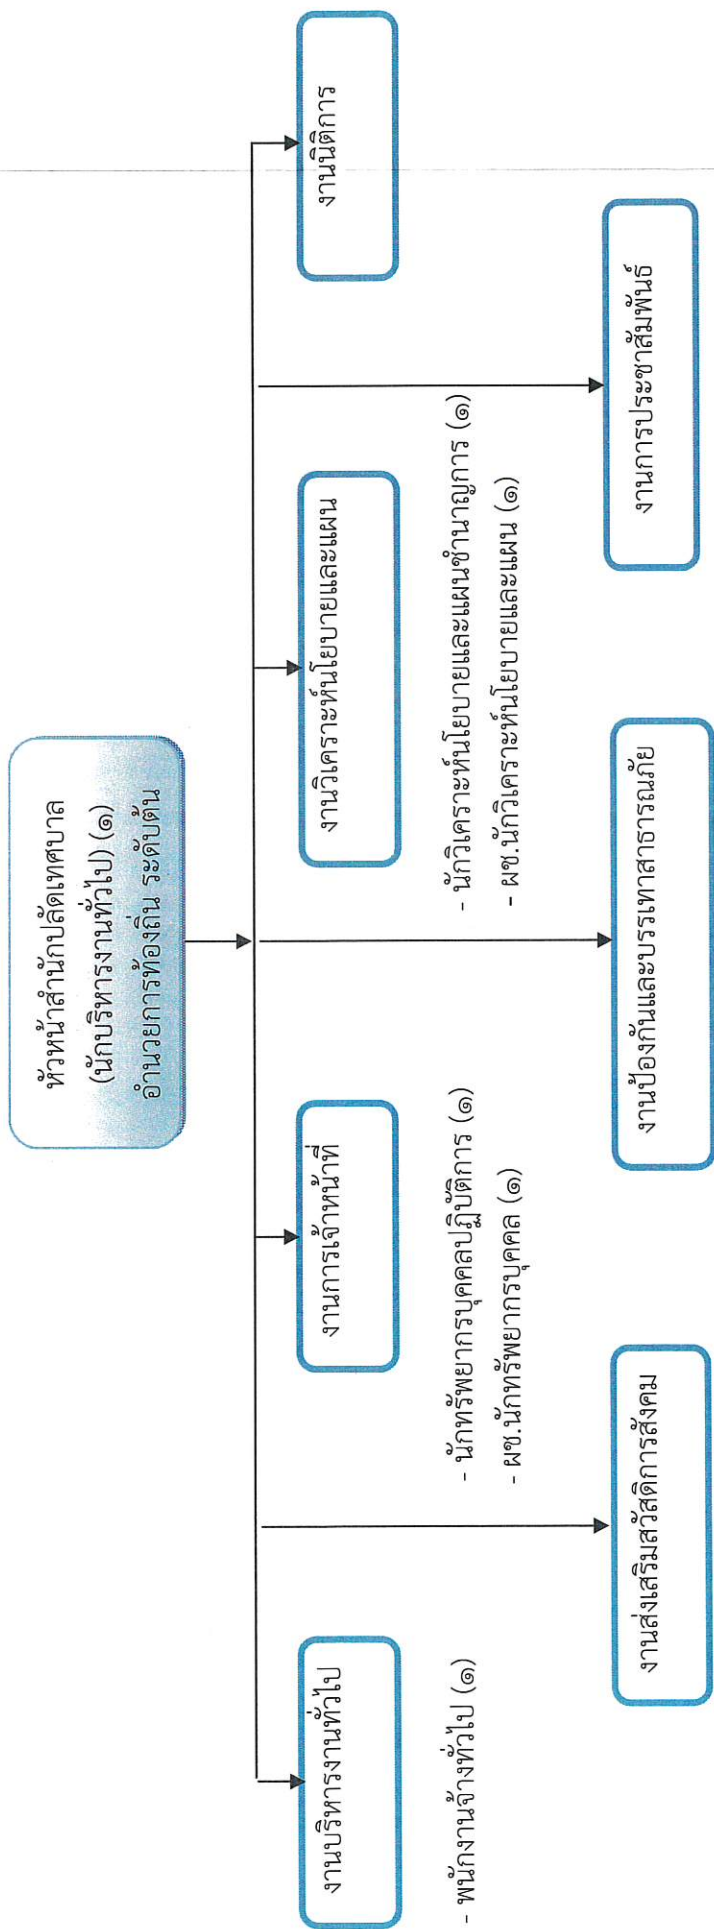 หัวหน้าสำนักปลัดเทศบาล
(นักบริหารงานทั่วไป) (๑)
อำนวยการท้องถิ่น ระดับต้น
งานบริหารงานทั่วไป
- พนักงานจ้างทั่วไป (๑)
งานการเจ้าหน้าที่
- นักทรัพยากรบุคคลปฏิบัติการ (๑)
- ผช.นักทรัพยากรบุคคล (๑)
งานวิเคราะห์นโยบายและแผน
- นักวิเคราะห์นโยบายและแผนชำนาญการ (๑)
- ผช.นักวิเคราะห์นโยบายและแผน (๑)
งานนิติการ
งานส่งเสริมสวัสดิการสังคม
งานป้องกันและบรรเทาสาธารณภัย
งานการประชาสัมพันธ์